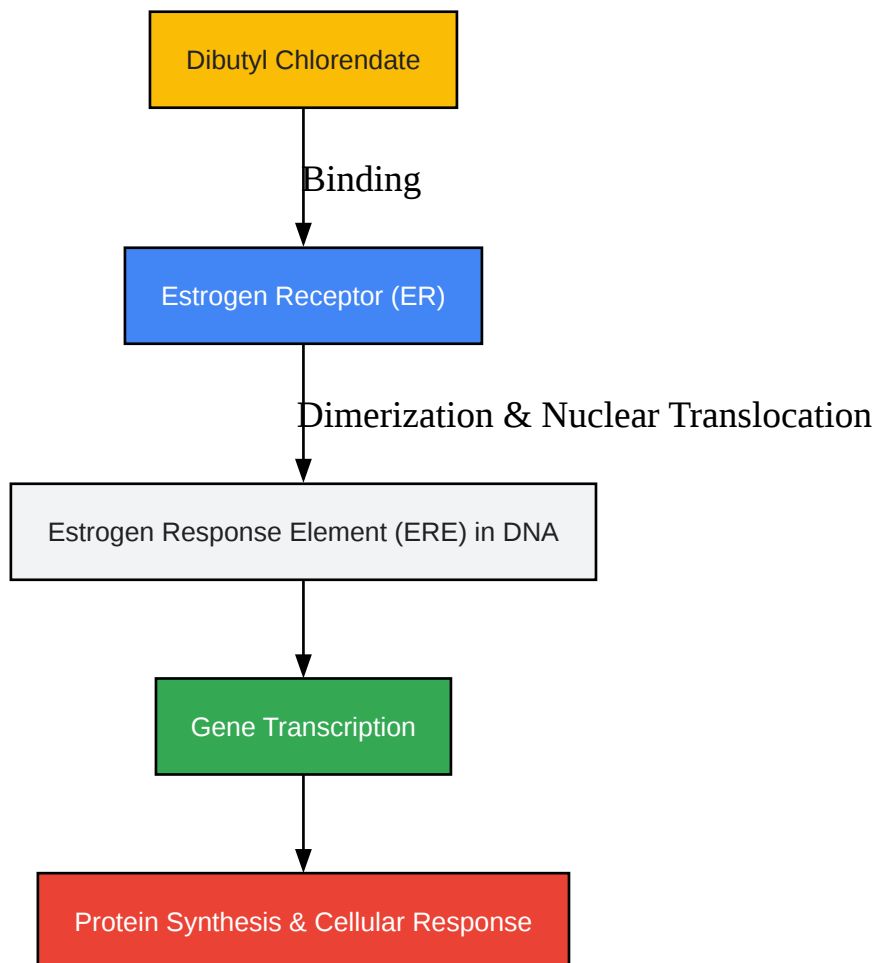 Dibutyl Chlorendate
Binding
Estrogen Receptor (ER)
Dimerization & Nuclear Translocation
Estrogen Response Element (ERE) in DNA
Gene Transcription
Protein Synthesis & Cellular Response